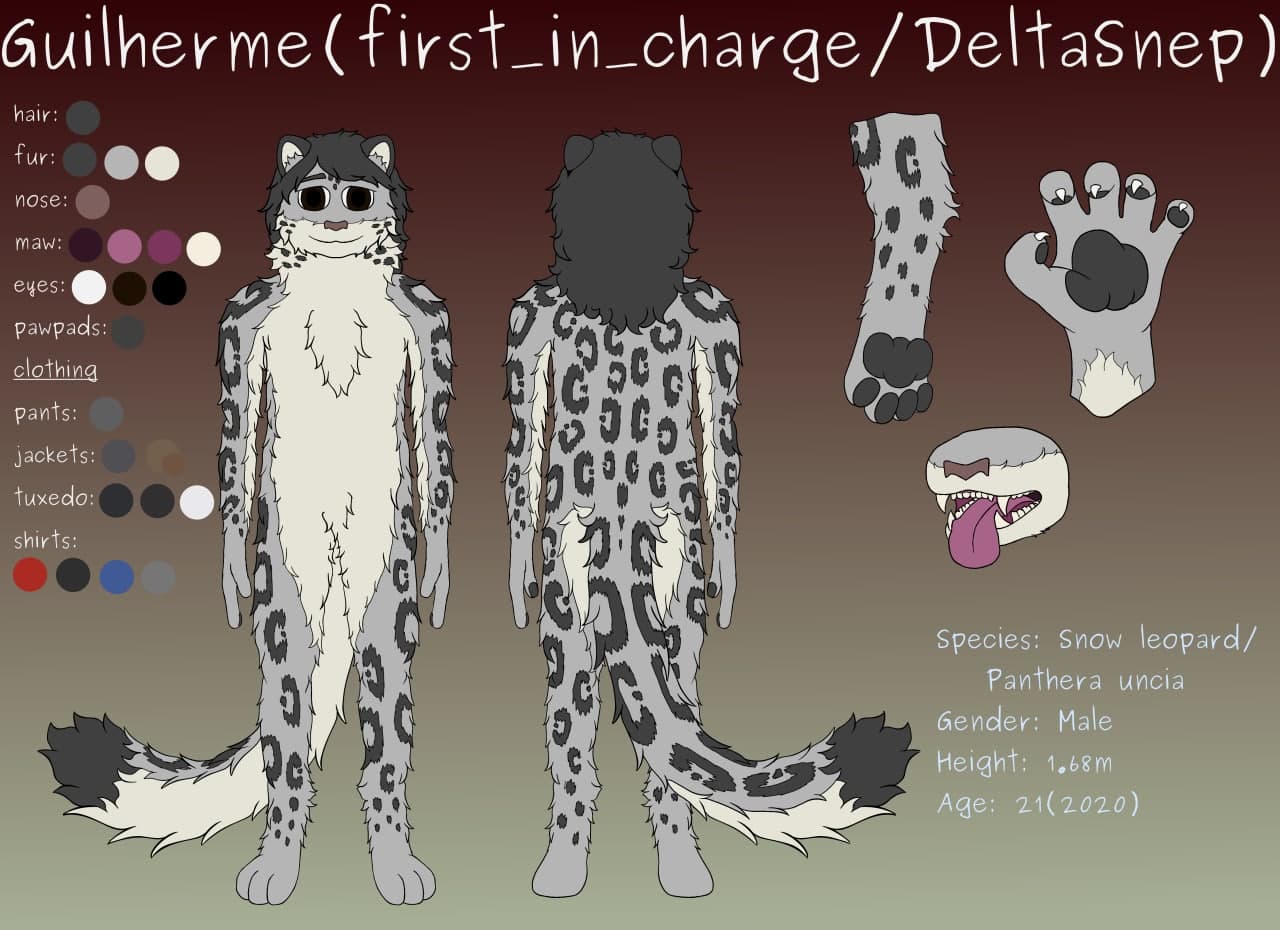 Guilherme(first_in_charge/DeltaSnep)
hair:
fur:
nose:
maw:
eyes:
pawpads:
clothing
pants:
jackets:
tuxedo:
shirts:
Species: Snow leopard/
Panthera uncia
Gender: Male
Height: 1.68m
Age: 21(2020)